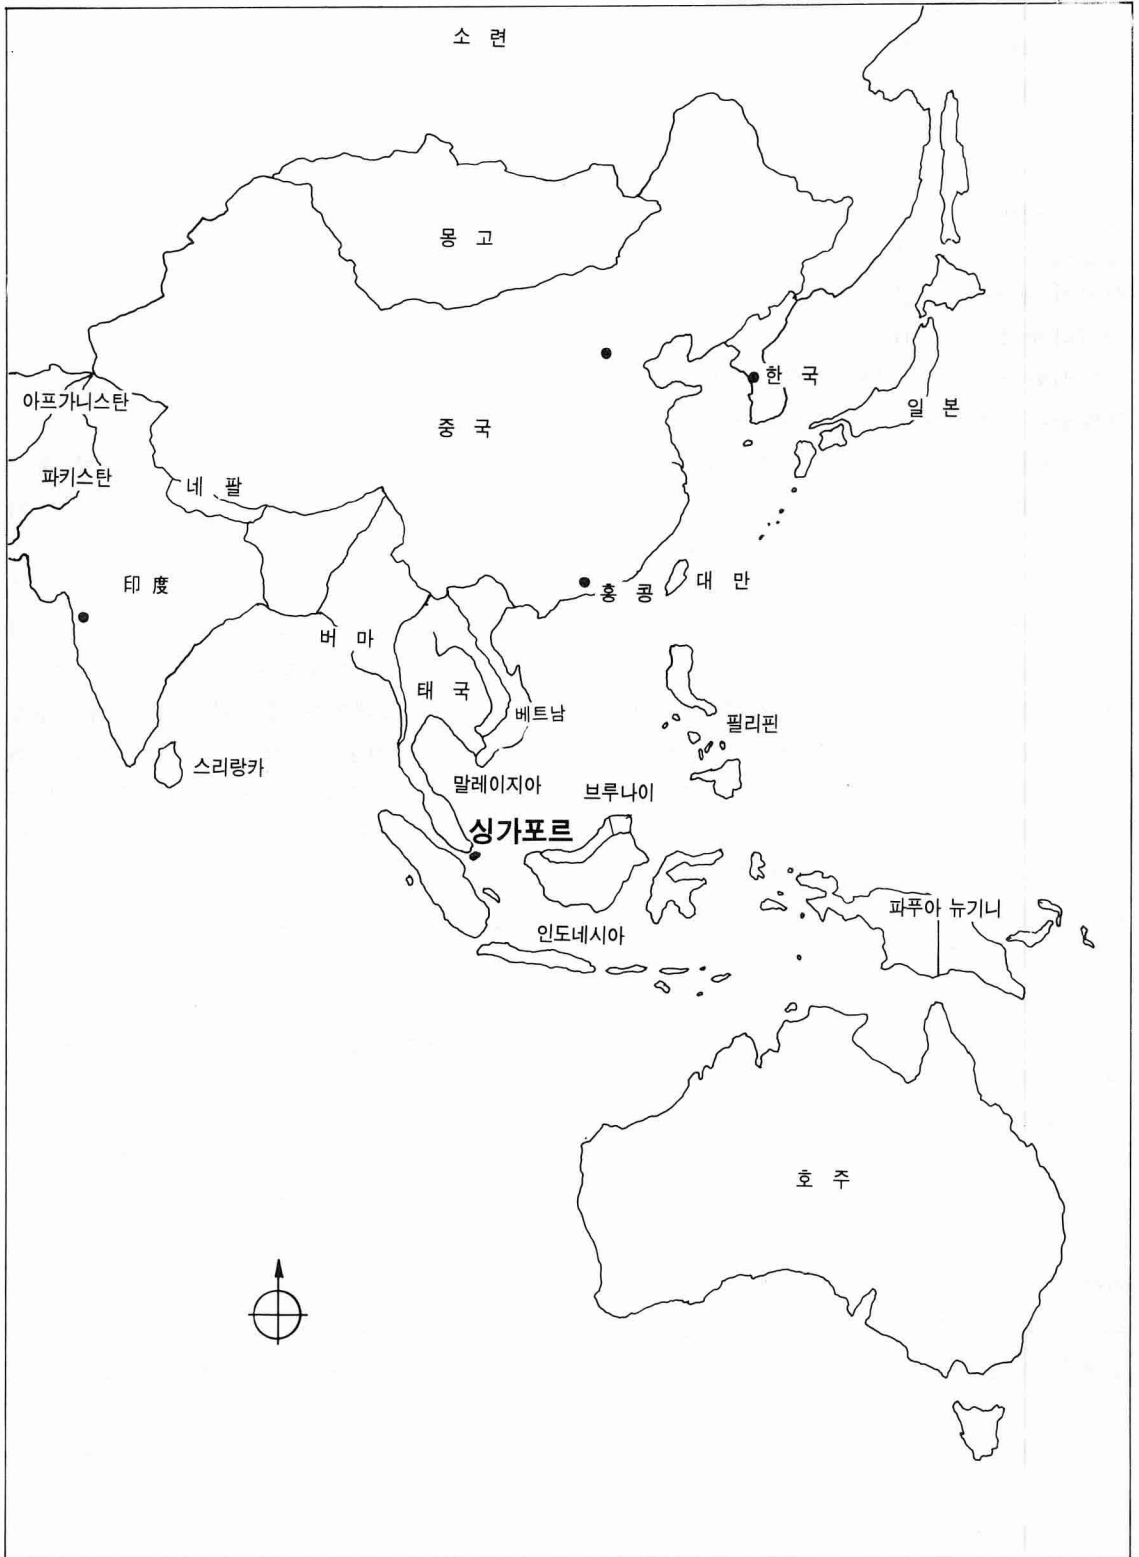 소 련
몽 고
한 국
아프가니스탄
일 본
중 국
파키스탄
네 팔
印 度
홍 콩
대 만
버 마
태 국
베트남
필리핀
스리랑카
말레이지아
브루나이
싱가포르
파푸아 뉴기니
인도네시아
호 주